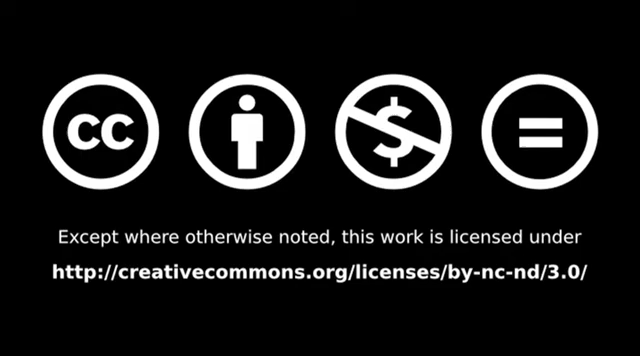 cc
$
=
Except where otherwise noted, this work is licensed under
http://creativecommons.org/licenses/by-nc-nd/3.0/